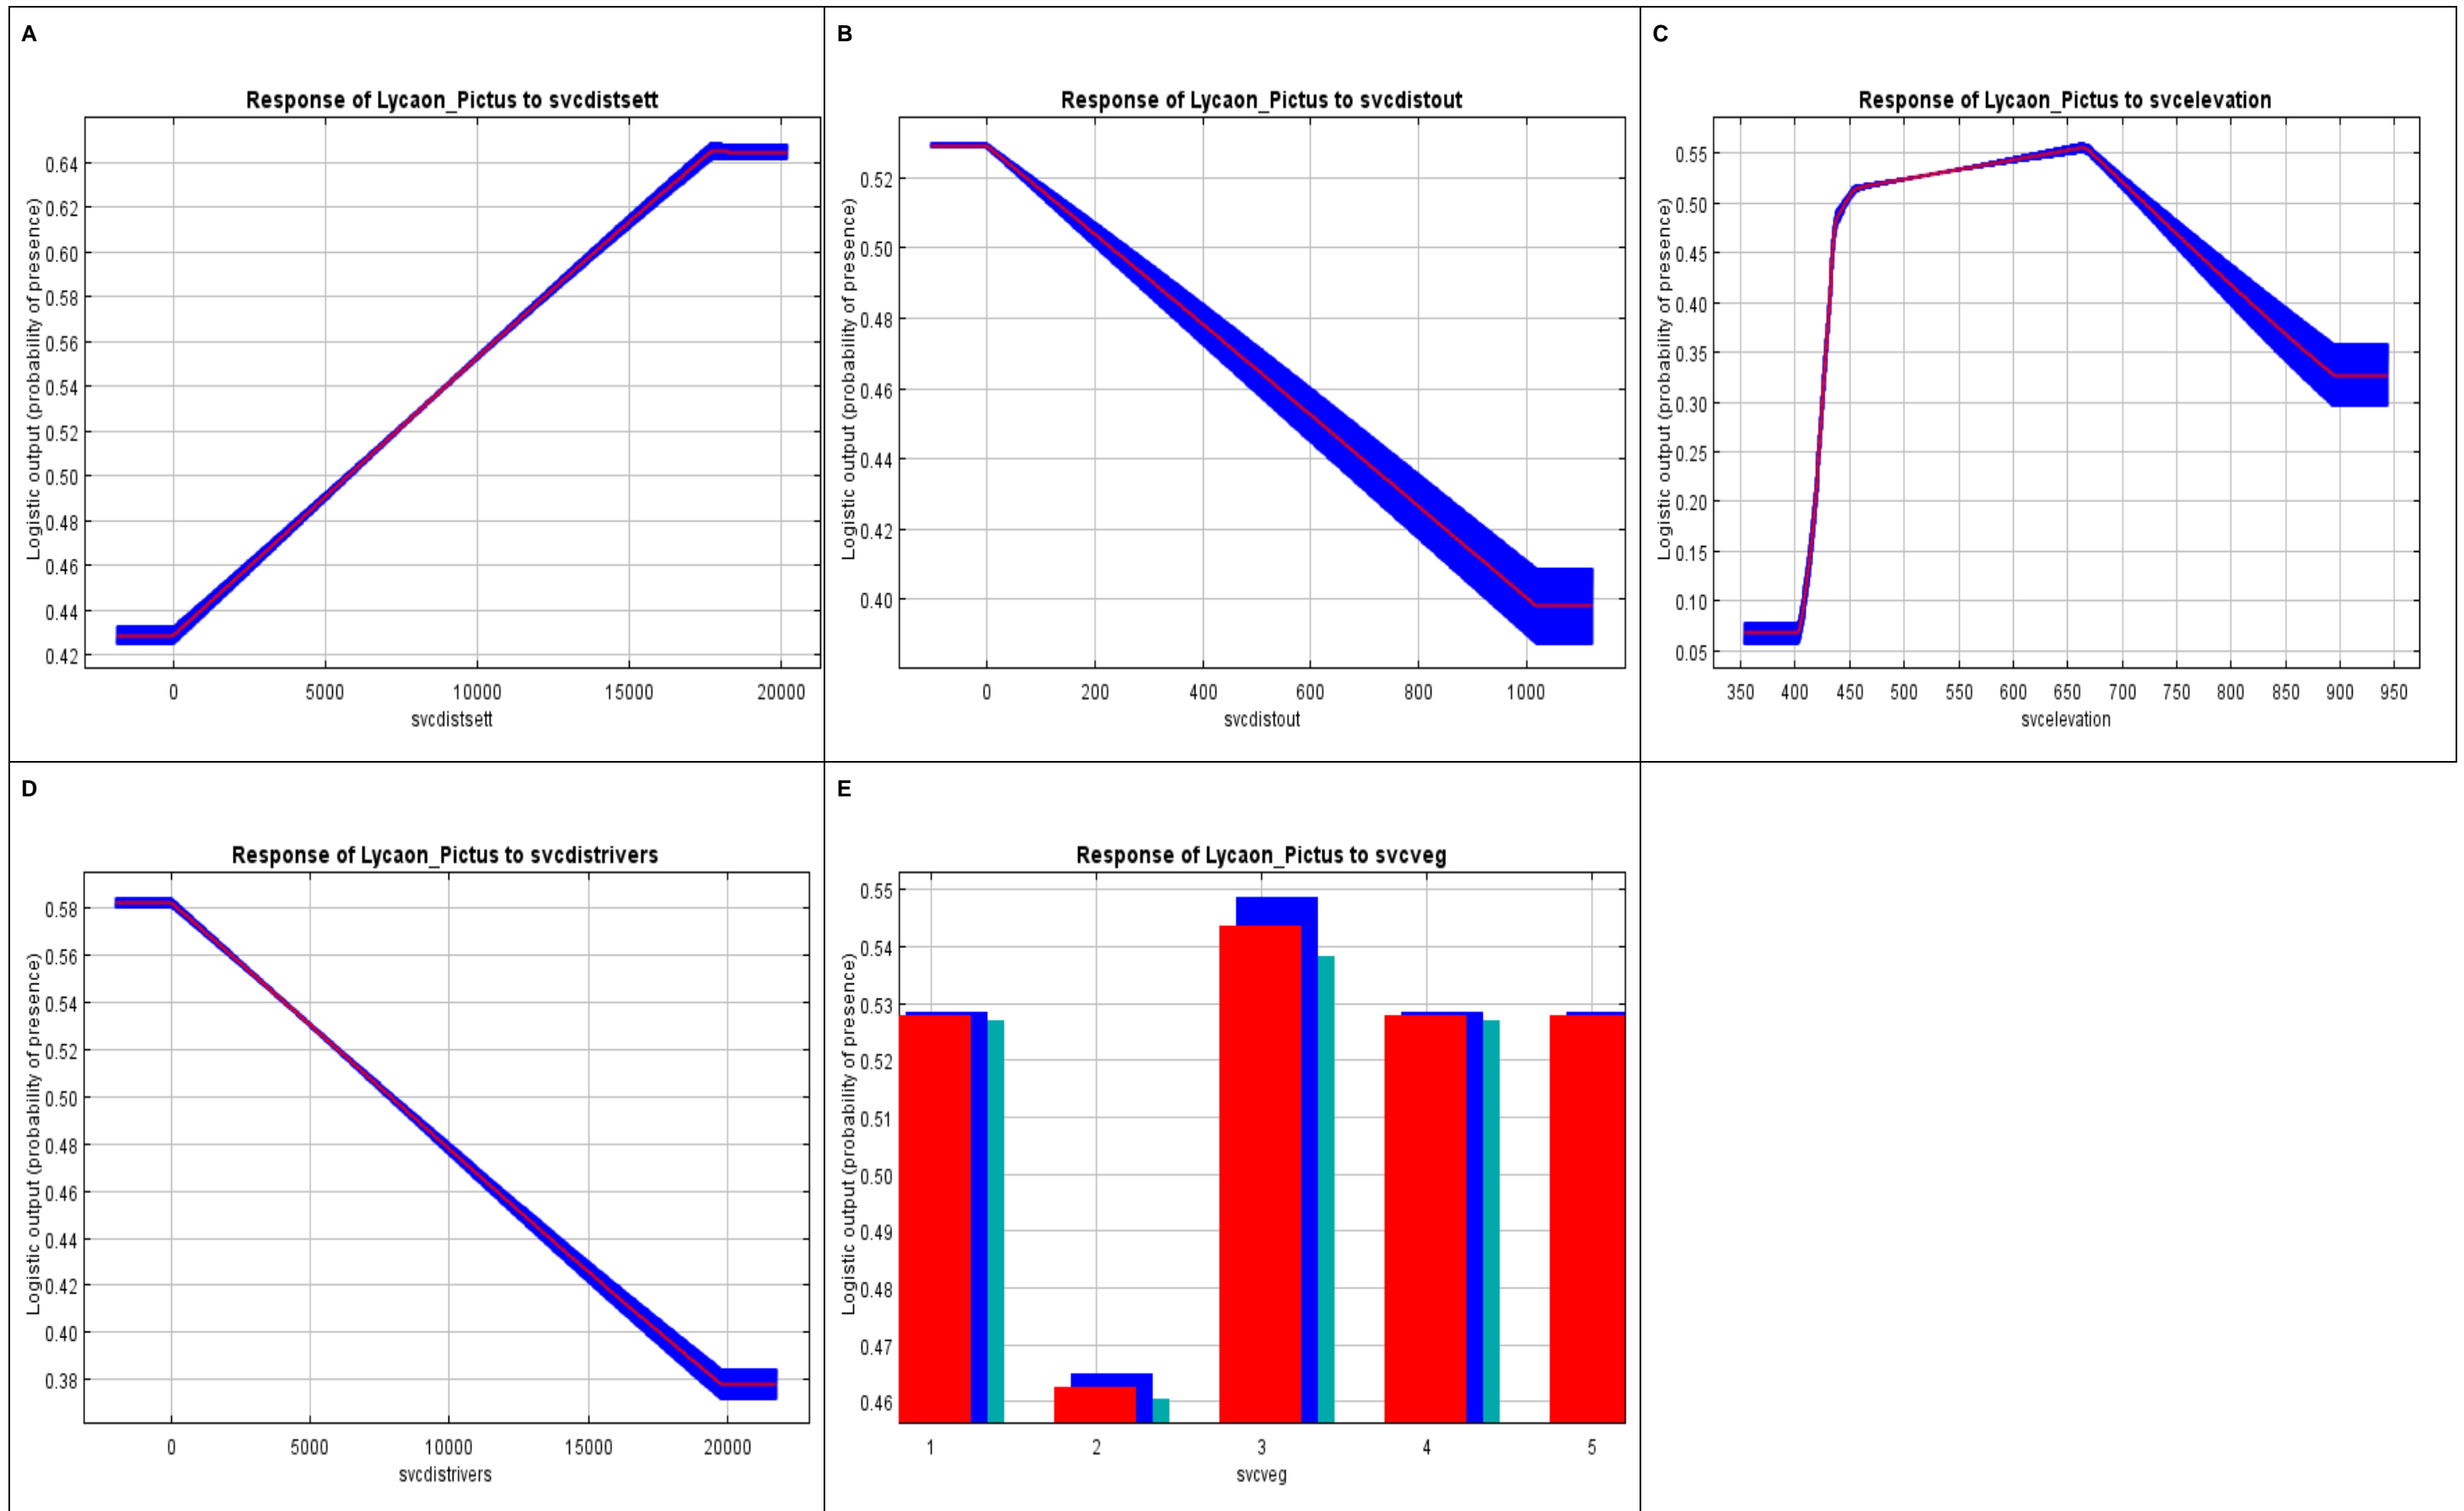 A
Response of Lycaon_Pictus to svcdistsett
Logistic output (probability of presence)
0.64
0.62
0.60
0.58
0.56
0.54
0.52
0.50
0.48
0.46
0.44
0.42
0 5000 10000 15000 20000
svcdistsett
B
Response of Lycaon_Pictus to svcdistout
Logistic output (probability of presence)
0.52
0.50
0.48
0.46
0.44
0.42
0.40
0 200 400 600 800 1000
svcdistout
C
Response of Lycaon_Pictus to svcelevation
Logistic output (probability of presence)
0.55
0.50
0.45
0.40
0.35
0.30
0.25
0.20
0.15
0.10
0.05
350 400 450 500 550 600 650 700 750 800 850 900 950
svcelevation
D
Response of Lycaon_Pictus to svcdistrivers
Logistic output (probability of presence)
0.58
0.56
0.54
0.52
0.50
0.48
0.46
0.44
0.42
0.40
0.38
0 5000 10000 15000 20000
svcdistrivers
E
Response of Lycaon_Pictus to svcveg
Logistic output (probability of presence)
0.55
0.54
0.53
0.52
0.51
0.50
0.49
0.48
0.47
0.46
1 2 3 4 5
svcveg